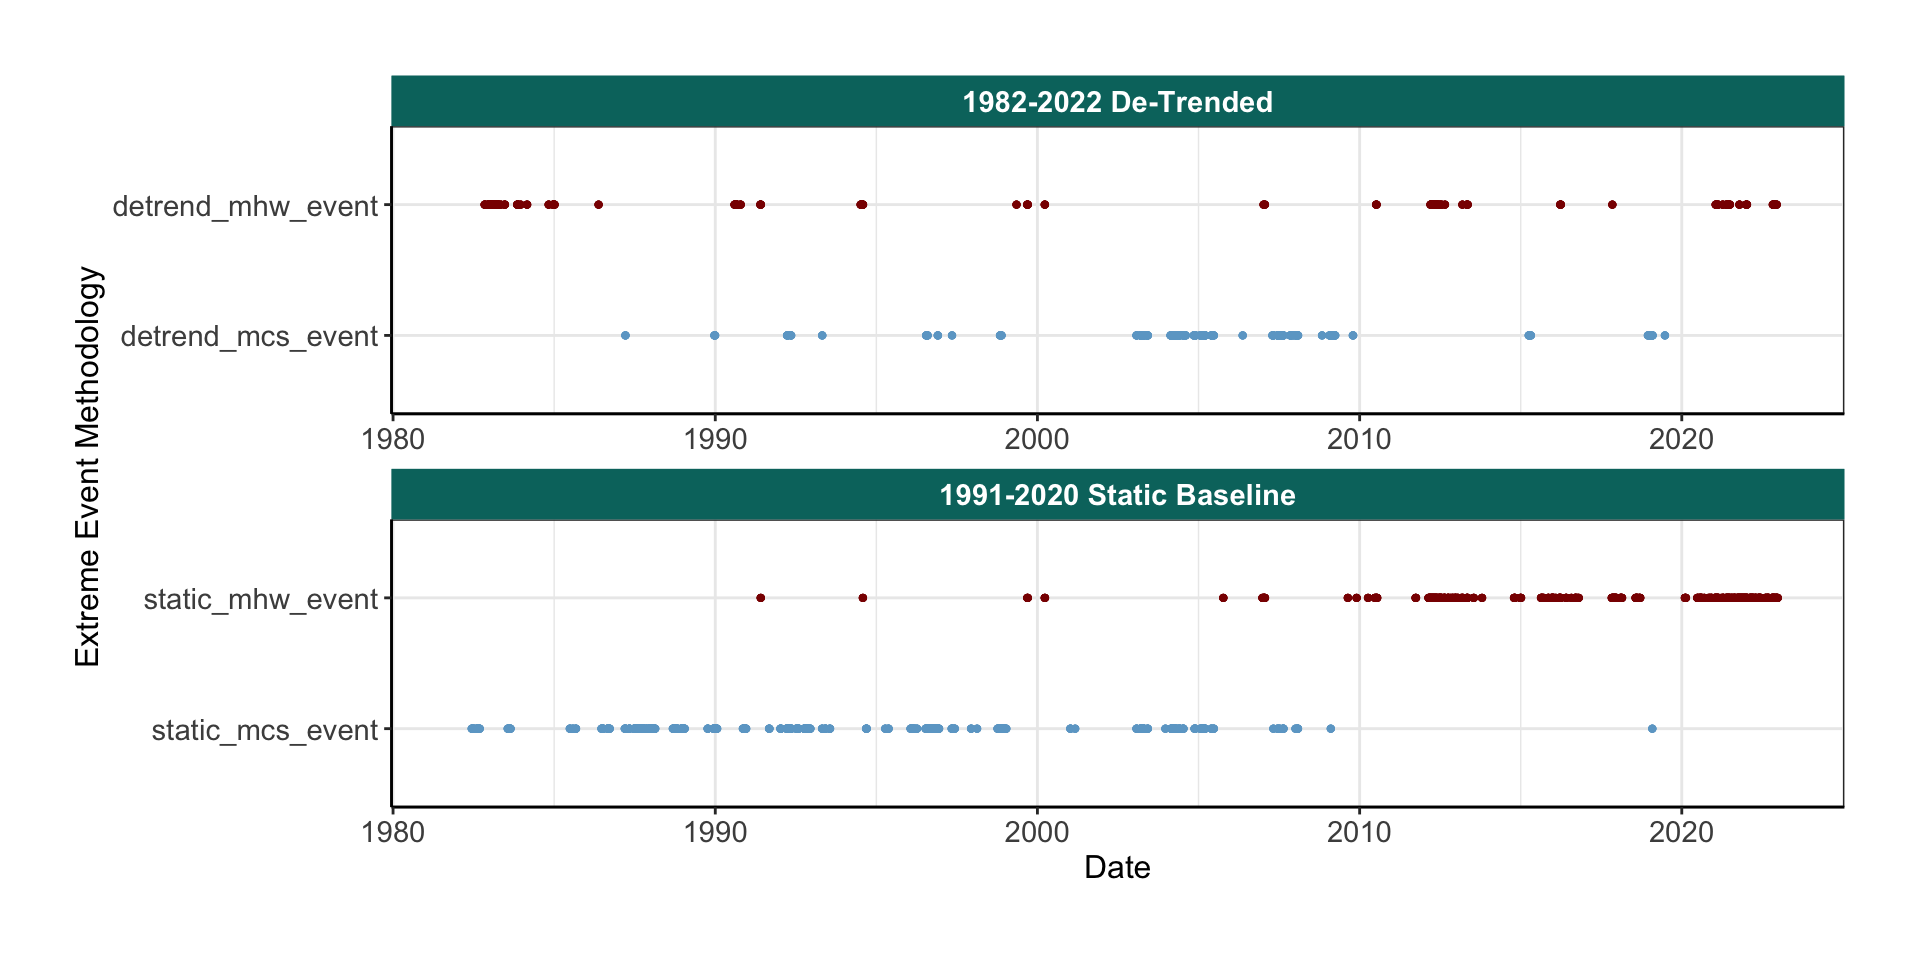 1982-2022 De-Trended
detrend_mhw_event
detrend_mcs_event
1980 1990 2000 2010 2020
Extreme Event Methodology
1991-2020 Static Baseline
static_mhw_event
static_mcs_event
1980 1990 2000 2010 2020
Date